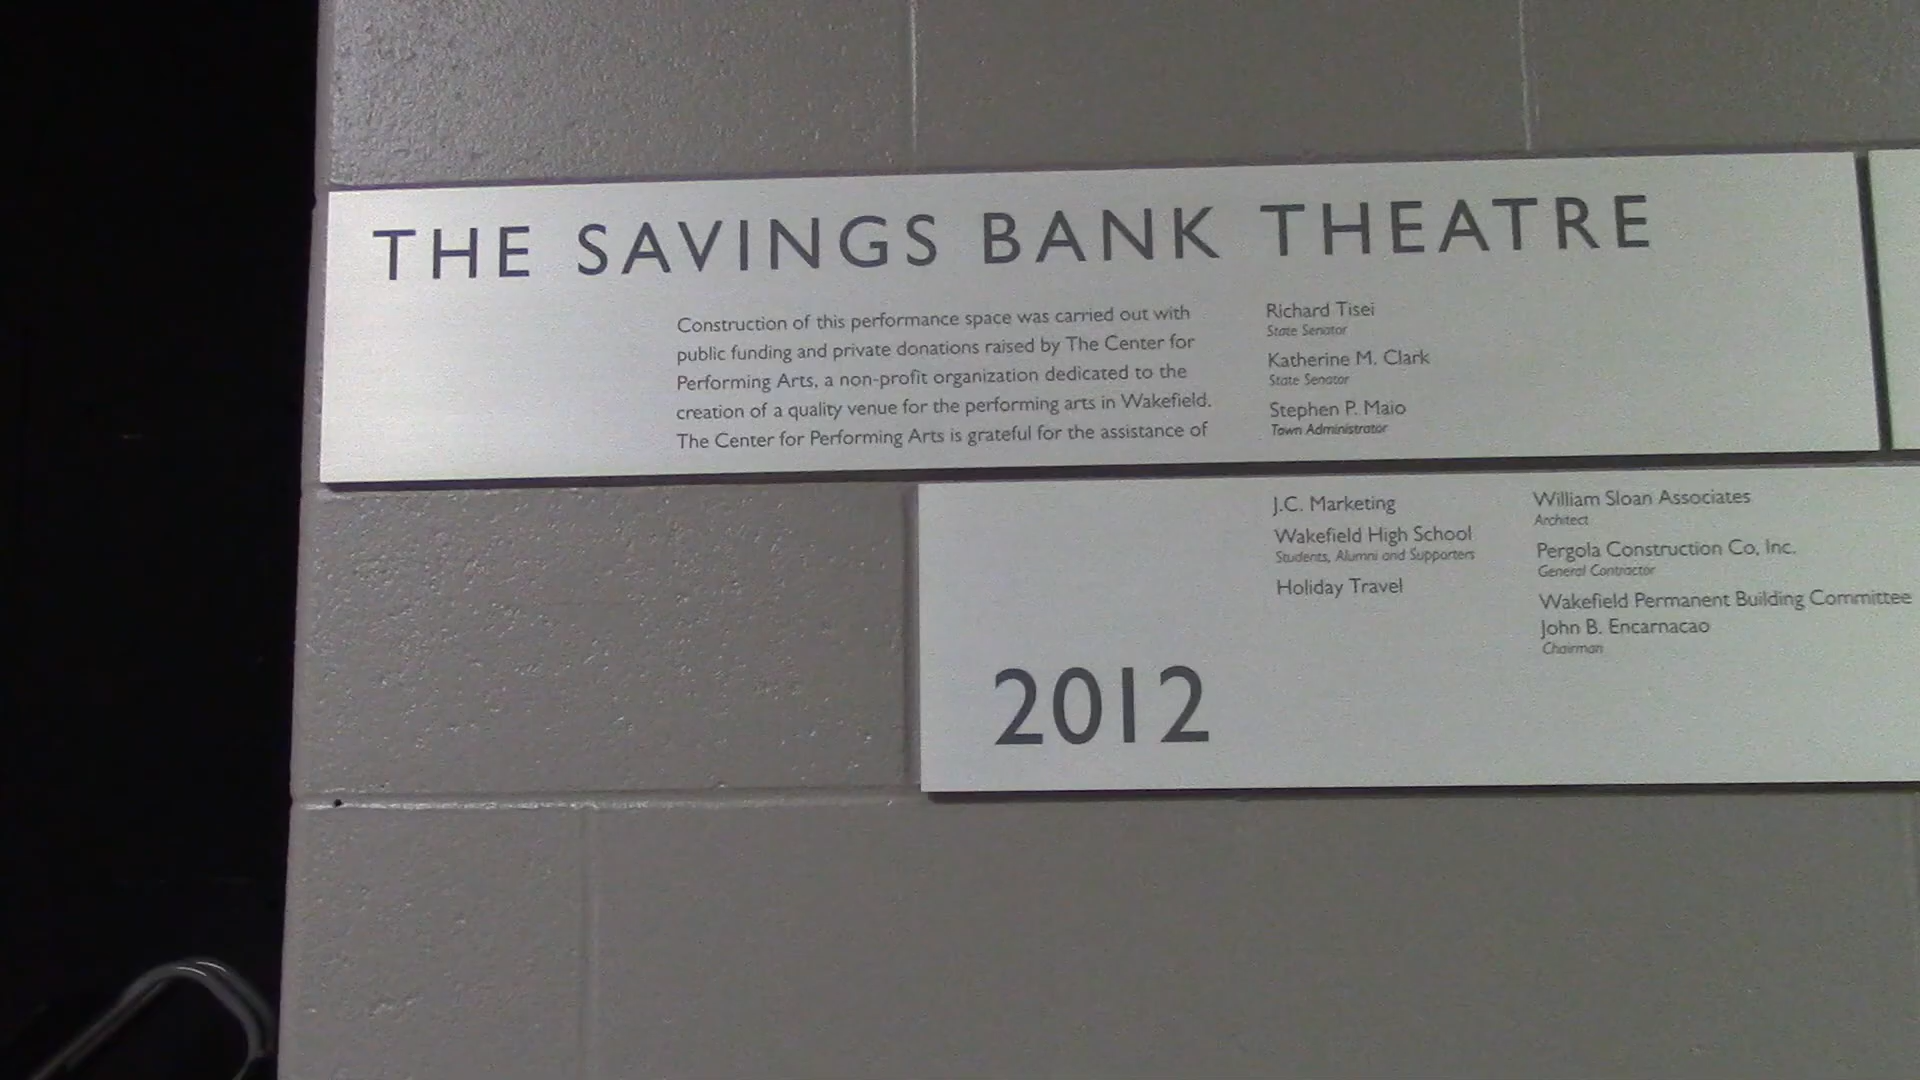 THE SAVINGS BANK THEATRE
Construction of this performance space was carried out with
public funding and private donations raised by The Center for
Performing Arts, a non-profit organization dedicated to the
creation of a quality venue for the performing arts in Wakefield.
The Center for Performing Arts is grateful for the assistance of
Richard Tisei
State Senator
Katherine M. Clark
State Senator
Stephen P. Maio
Town Administrator
J.C. Marketing
Wakefield High School
Students, Alumni and Supporters
Holiday Travel
William Sloan Associates
Architect
Pergola Construction Co, Inc.
General Contractor
Wakefield Permanent Building Committee
John B. Encarnacao
Chairman
2012